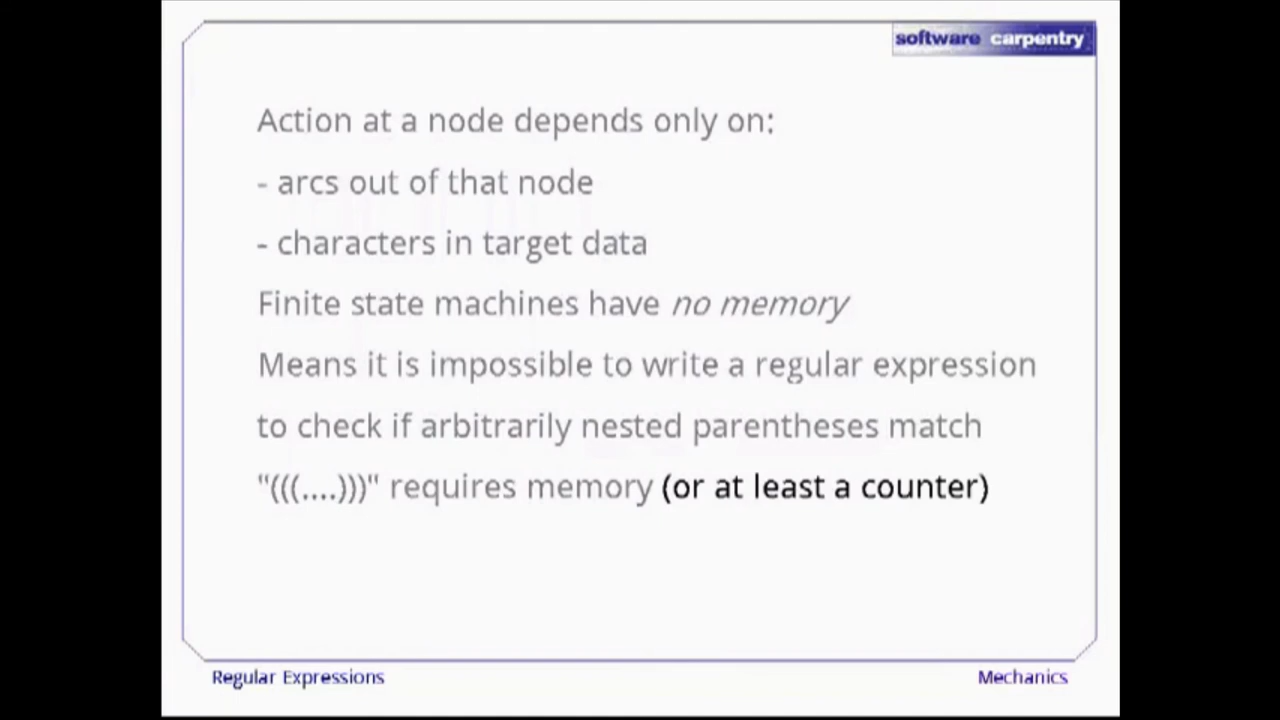 software carpentry
Action at a node depends only on:
- arcs out of that node
- characters in target data
Finite state machines have no memory
Means it is impossible to write a regular expression
to check if arbitrarily nested parentheses match
"(((....)))" requires memory (or at least a counter)
Regular Expressions
Mechanics